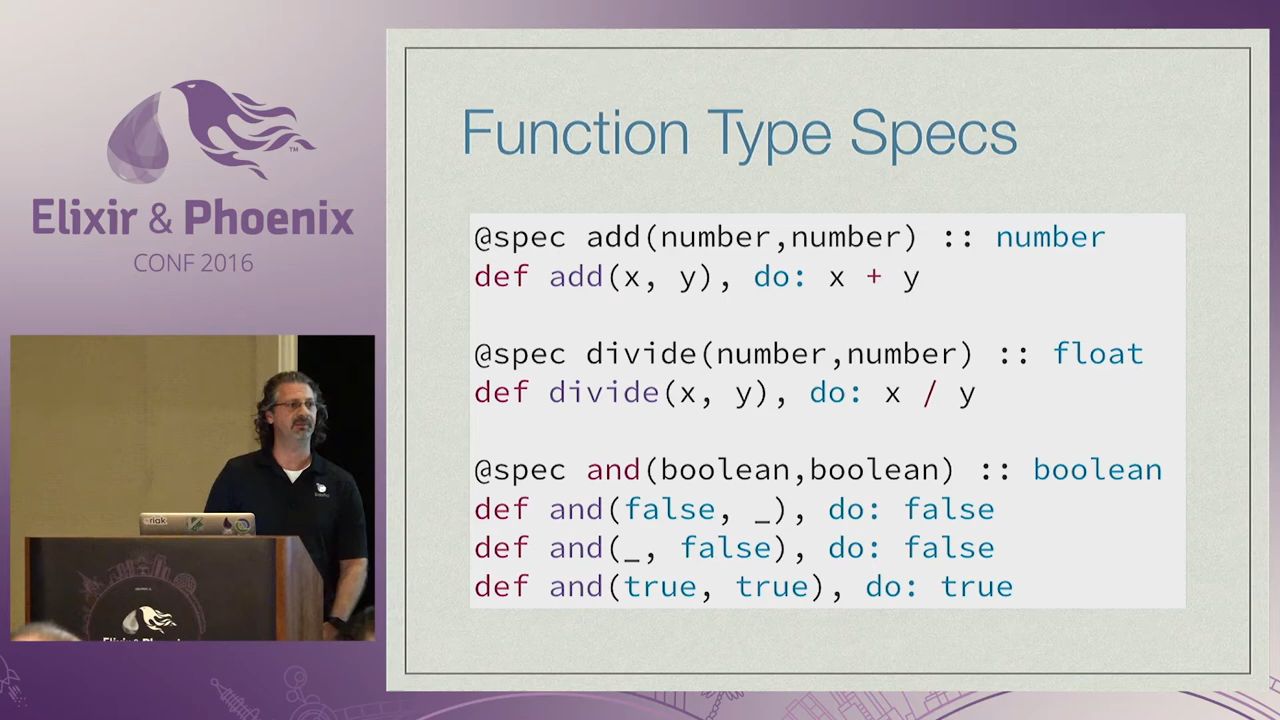 Elixir & Phoenix
TM
CONF 2016
Function Type Specs
@spec add(number,number) :: number
def add(x, y), do: x + y
@spec divide(number,number) :: float
def divide(x, y), do: x / y
@spec and(boolean,boolean) :: boolean
def and(false, _), do: false
def and(_, false), do: false
def and(true, true), do: true
riak